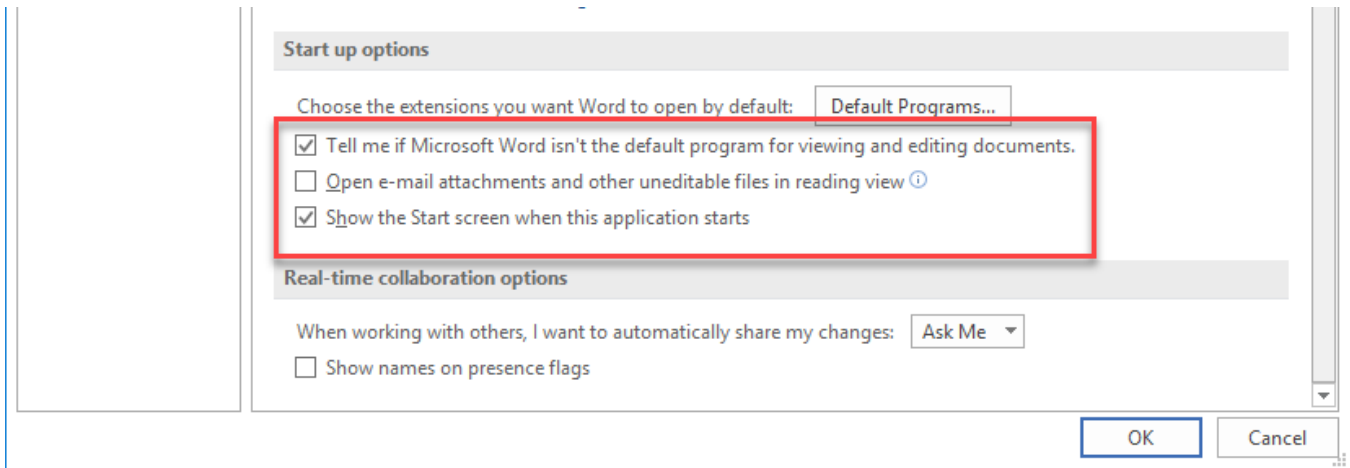 Start up options
Choose the extensions you want Word to open by default: Default Programs...
Tell me if Microsoft Word isn't the default program for viewing and editing documents.
Open e-mail attachments and other uneditable files in reading view
Show the Start screen when this application starts
Real-time collaboration options
When working with others, I want to automatically share my changes: Ask Me
Show names on presence flags
OK Cancel